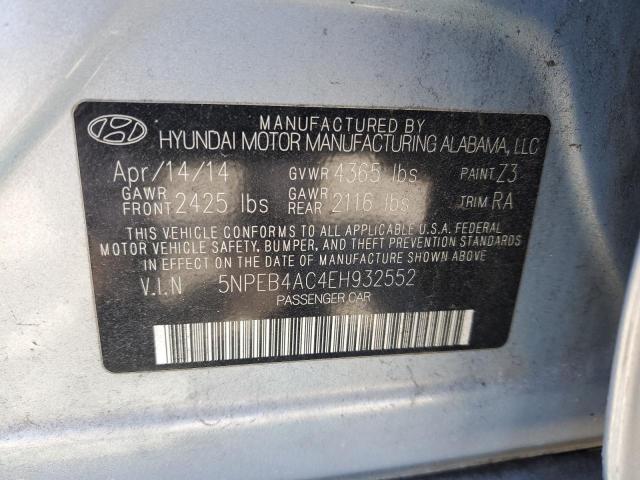 MANUFACTURED BY
HYUNDAI MOTOR MANUFACTURING ALABAMA, LLC
Apr/14/14 GVWR 4365 lbs PAINT Z3
GAWR FRONT 2425 lbs GAWR REAR 2116 lbs TRIM RA
THIS VEHICLE CONFORMS TO ALL APPLICABLE U.S.A. FEDERAL
MOTOR VEHICLE SAFETY, BUMPER, AND THEFT PREVENTION STANDARDS
IN EFFECT ON THE DATE OF MANUFACTURE SHOWN ABOVE
V.I.N 5NPEB4AC4EH932552
PASSENGER CAR